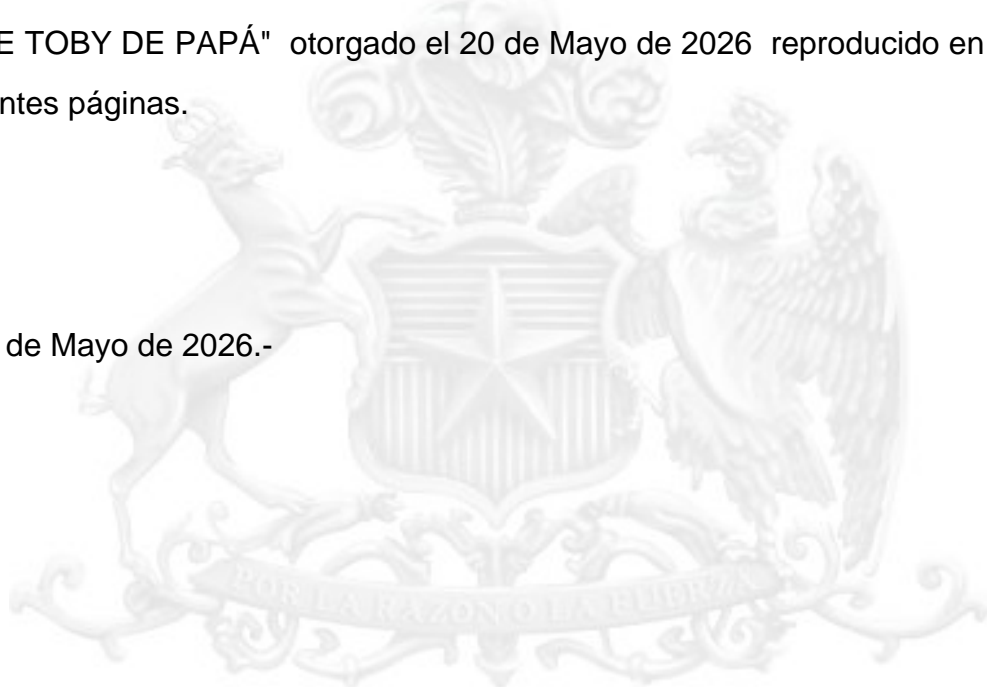 E TOBY DE PAPÁ" otorgado el 20 de Mayo de 2026 reproducido en
ntes páginas.
de Mayo de 2026.-
POR LA RAZON O LA FUERZA